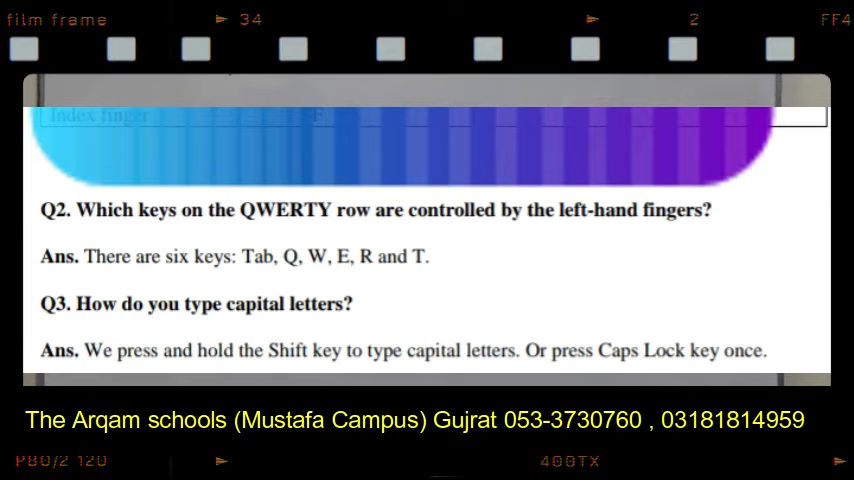 film frame 34 2 FF4
Index finger F
Q2. Which keys on the QWERTY row are controlled by the left-hand fingers?
Ans. There are six keys: Tab, Q, W, E, R and T.
Q3. How do you type capital letters?
Ans. We press and hold the Shift key to type capital letters. Or press Caps Lock key once.
The Arqam schools (Mustafa Campus) Gujrat 053-3730760 , 03181814959
P80/2 120 400TX